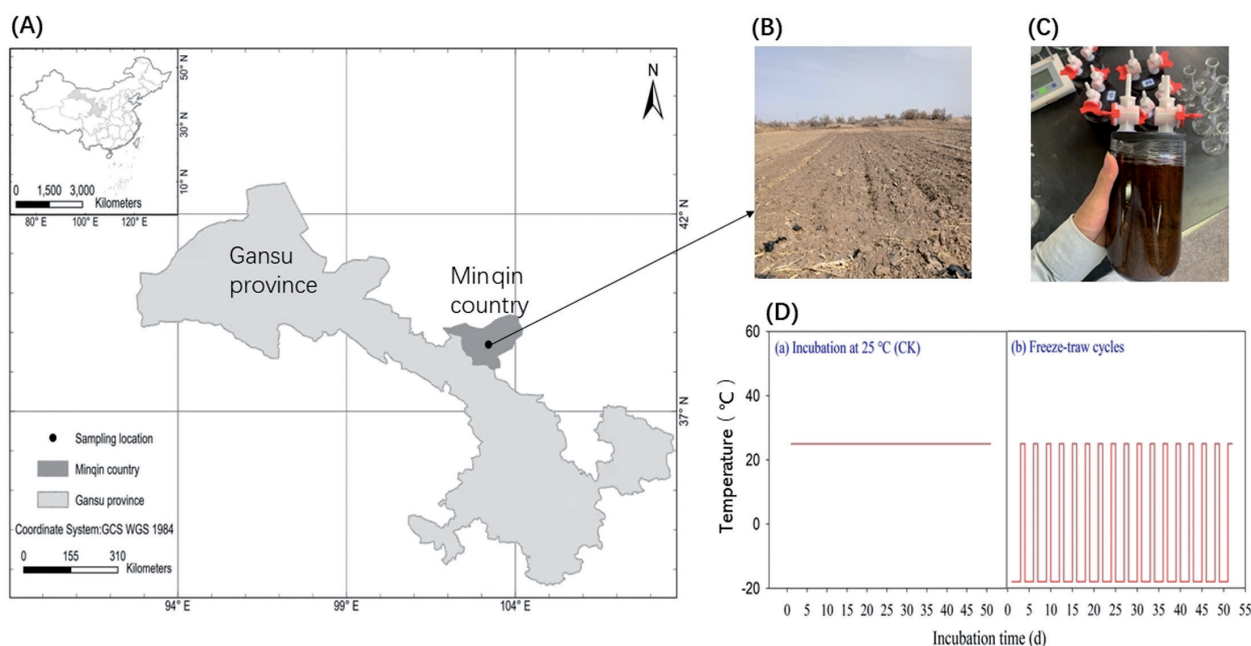 (A)
(B)
(C)
50° N
30° N
10° N
0 1,500 3,000
Kilometers
80° E 100° E 120° E
N
42° N
Gansu
province
Minqin
country
37° N
Sampling location
Minqin country
Gansu province
Coordinate System:GCS WGS 1984
0 155 310
Kilometers
94° E 99° E 104° E
(D)
Temperature（℃）
60
40
20
0
-20
(a) Incubation at 25 ℃ (CK)
(b) Freeze-traw cycles
0 5 10 15 20 25 30 35 40 45 50
0 5 10 15 20 25 30 35 40 45 50 55
Incubation time (d)